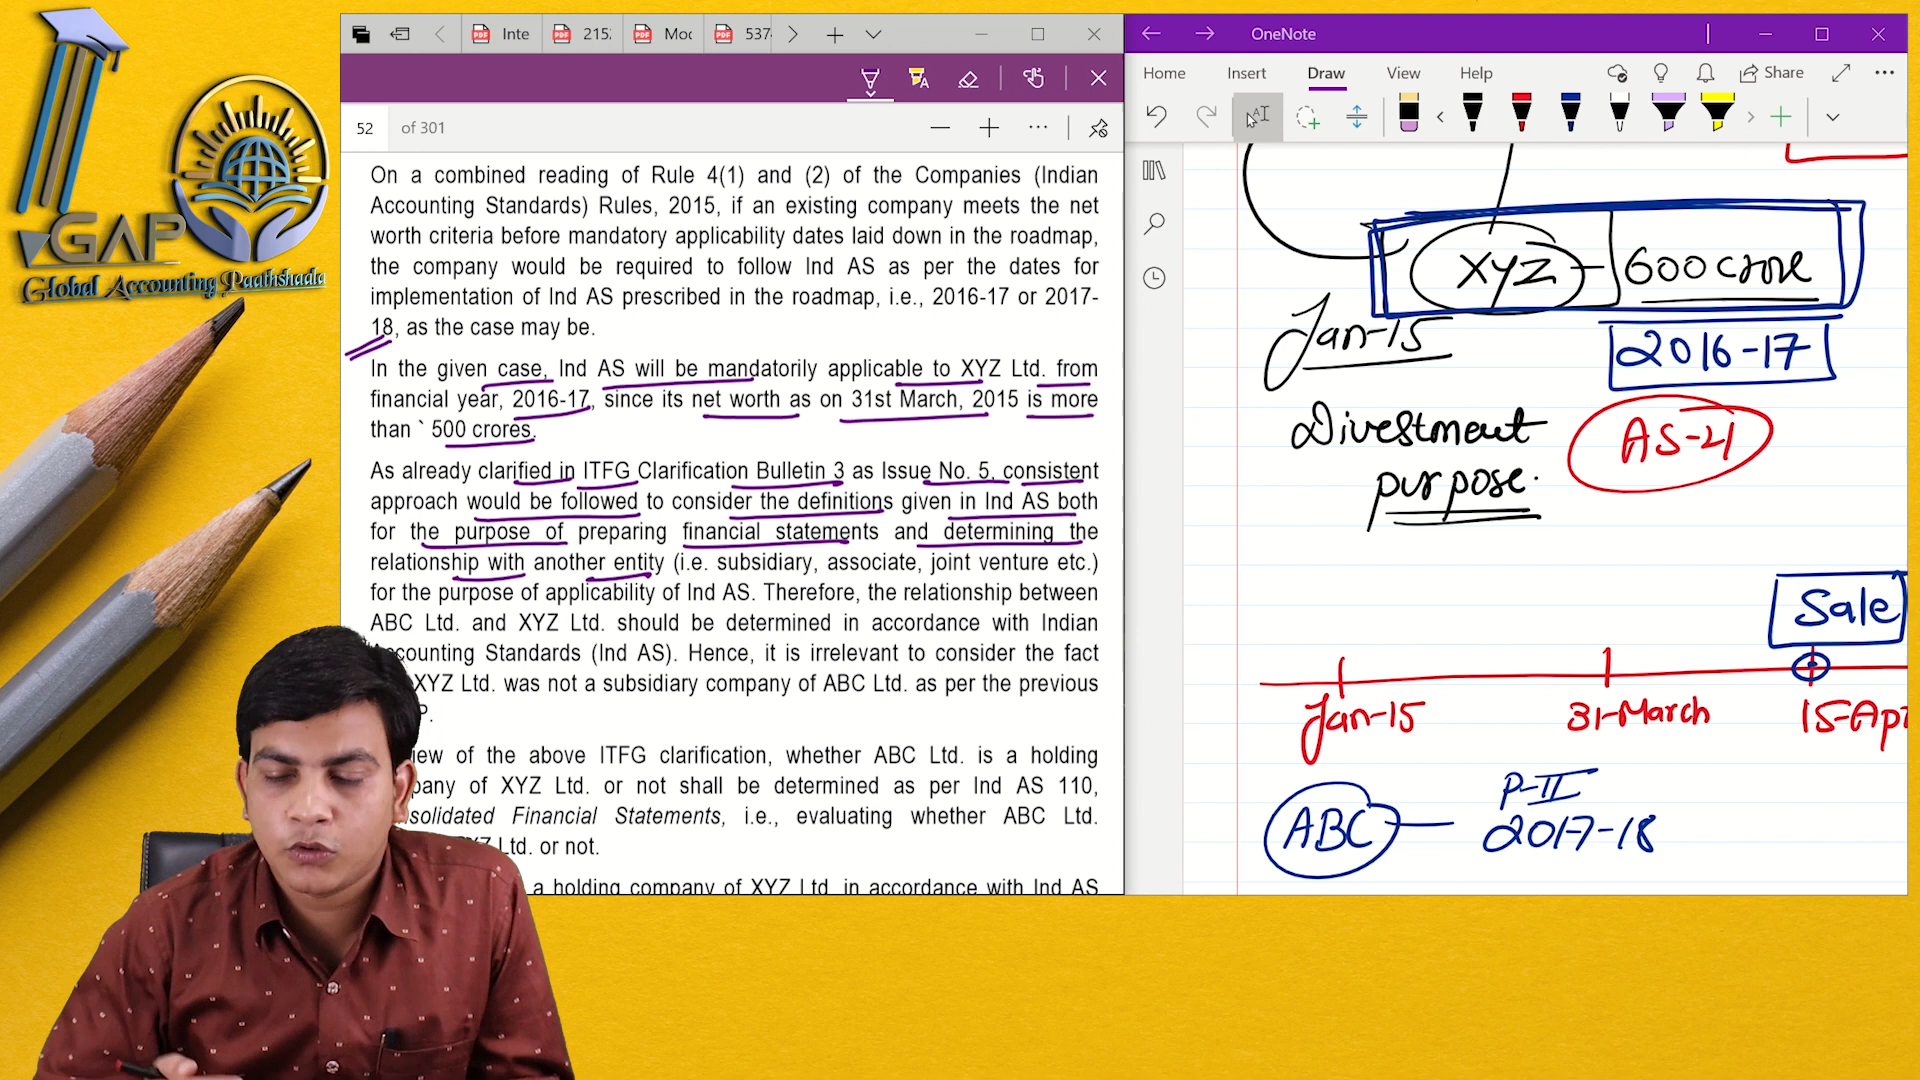 GAP
Global Accounting Paathshaala
Inte
215
Moc
537
52
of 301
On a combined reading of Rule 4(1) and (2) of the Companies (Indian
Accounting Standards) Rules, 2015, if an existing company meets the net
worth criteria before mandatory applicability dates laid down in the roadmap,
the company would be required to follow Ind AS as per the dates for
implementation of Ind AS prescribed in the roadmap, i.e., 2016-17 or 2017-
18, as the case may be.
In the given case, Ind AS will be mandatorily applicable to XYZ Ltd. from
financial year, 2016-17, since its net worth as on 31st March, 2015 is more
than ` 500 crores.
As already clarified in ITFG Clarification Bulletin 3 as Issue No. 5, consistent
approach would be followed to consider the definitions given in Ind AS both
for the purpose of preparing financial statements and determining the
relationship with another entity (i.e. subsidiary, associate, joint venture etc.)
for the purpose of applicability of Ind AS. Therefore, the relationship between
ABC Ltd. and XYZ Ltd. should be determined in accordance with Indian
counting Standards (Ind AS). Hence, it is irrelevant to consider the fact
XYZ Ltd. was not a subsidiary company of ABC Ltd. as per the previous
P.
iew of the above ITFG clarification, whether ABC Ltd. is a holding
pany of XYZ Ltd. or not shall be determined as per Ind AS 110,
solidated Financial Statements, i.e., evaluating whether ABC Ltd.
Ltd. or not.
a holding company of XYZ Ltd. in accordance with Ind AS
OneNote
Home Insert Draw View Help Share
XYZ - 600 crore
Jan-15
2016-17
Divestment
purpose.
AS-21
Sale
Jan-15 31-March 15-Apr
P-II
ABC - 2017-18